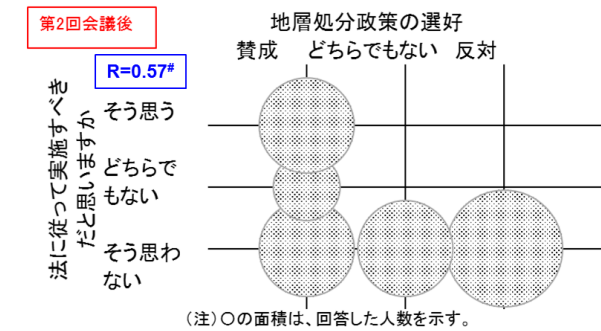 第2回会議後
地層処分政策の選好
賛成 どちらでもない 反対
R=0.57#
法に従って実施すべき
だと思いますか
そう思う
どちらで
もない
そう思わ
ない
（注）○の面積は、回答した人数を示す。